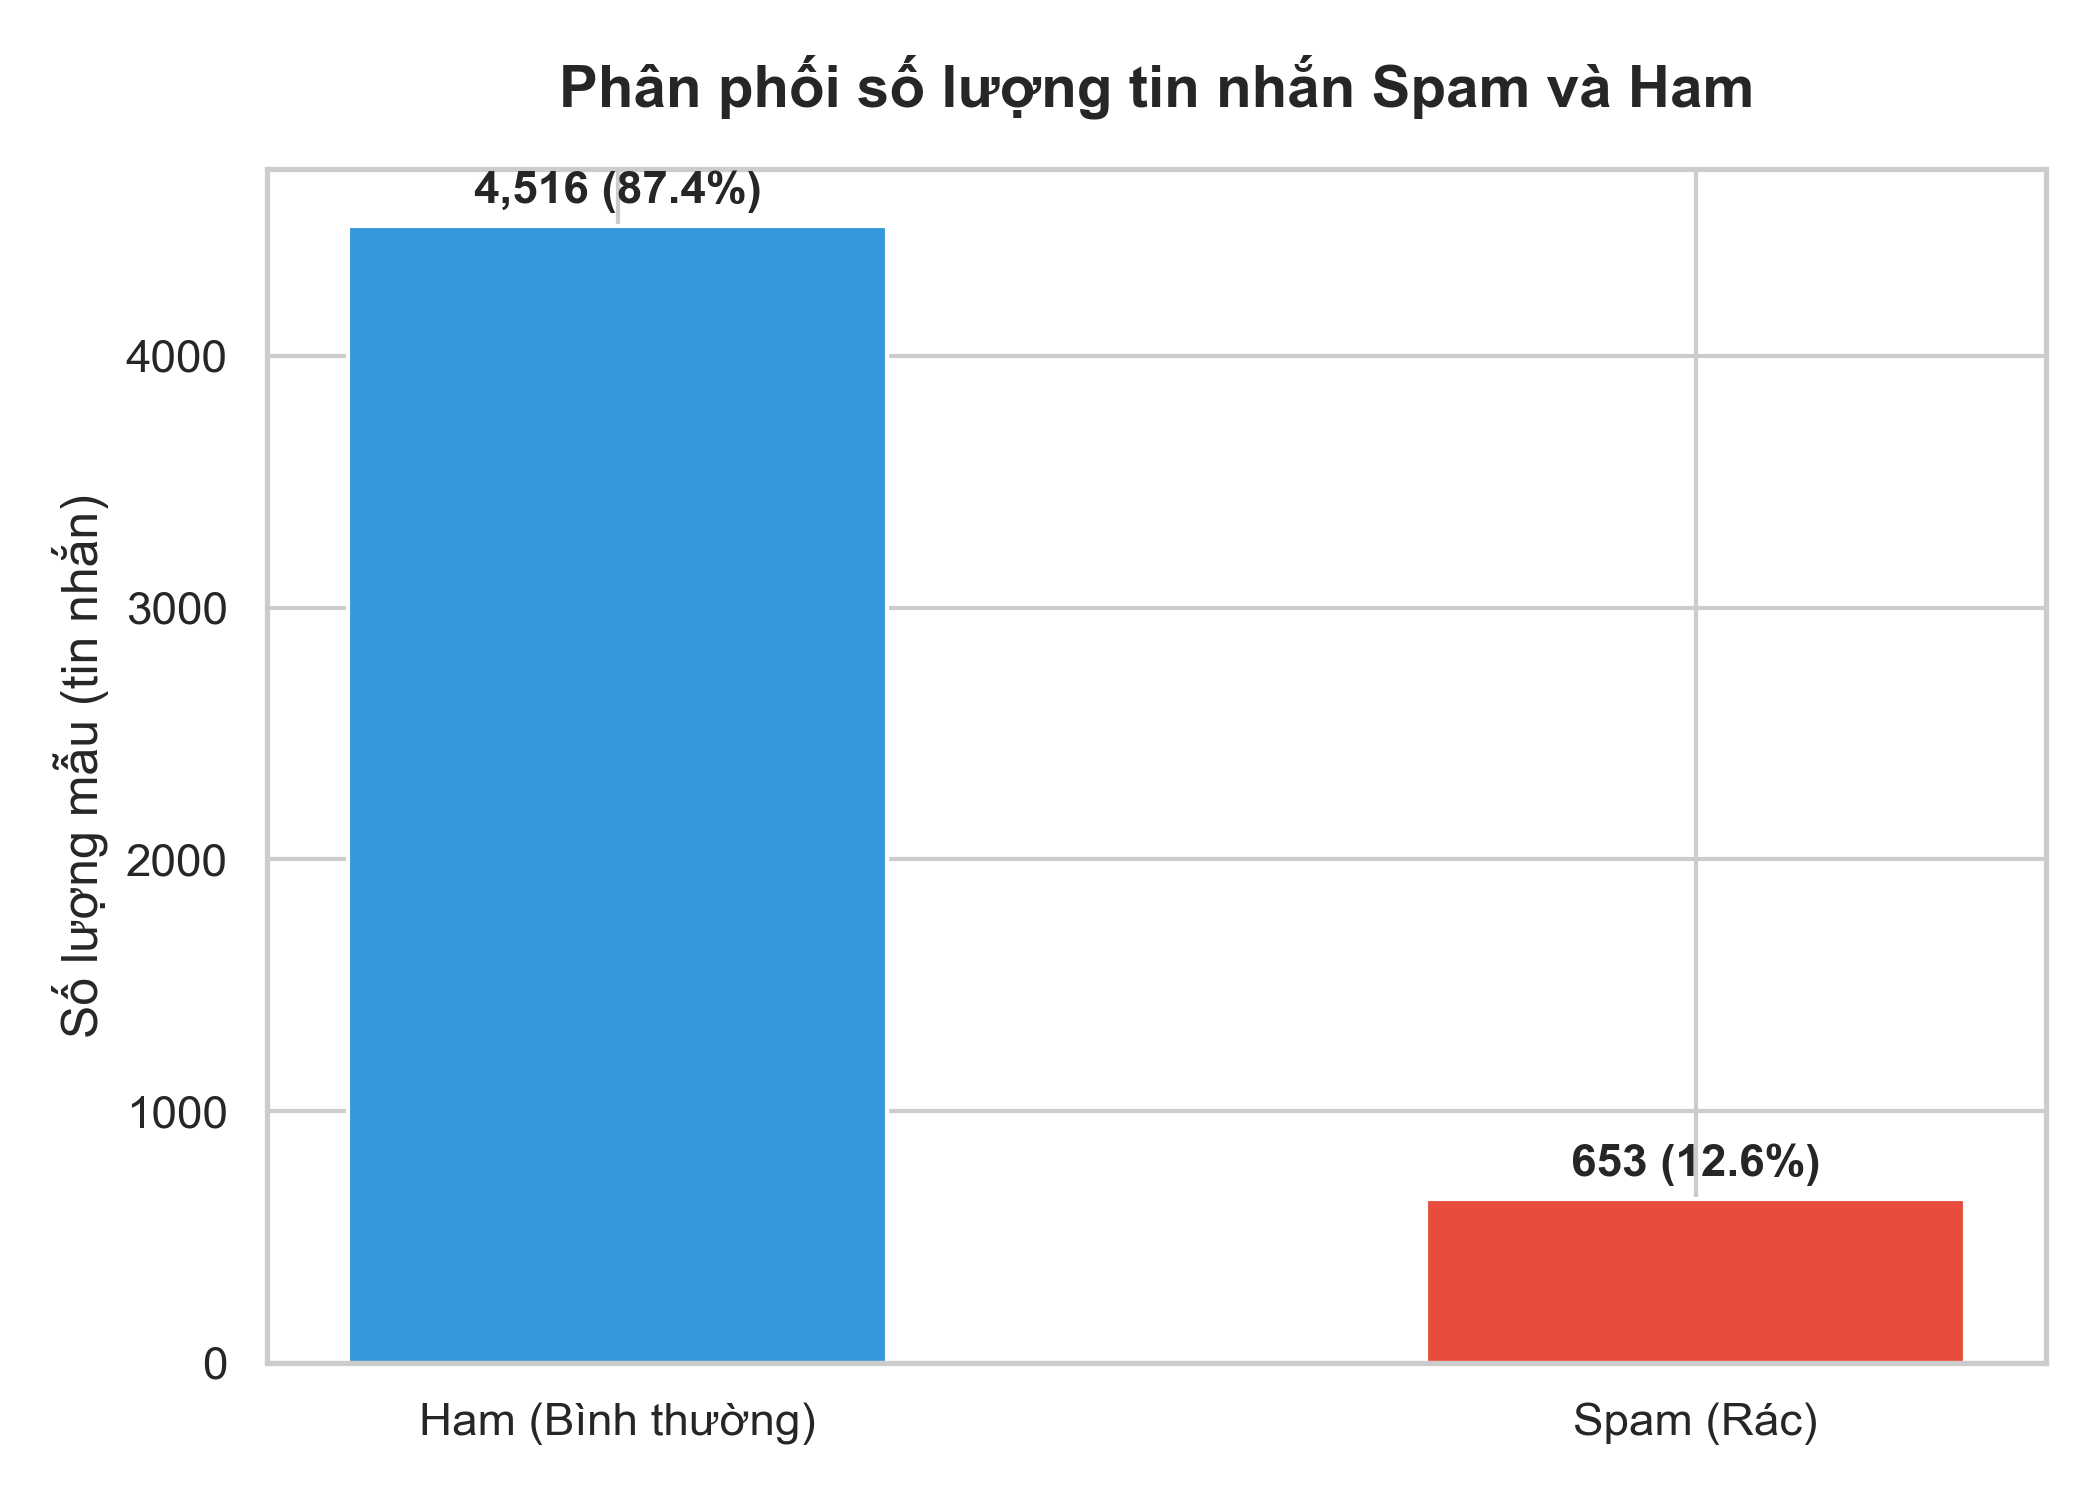 Phân phối số lượng tin nhắn Spam và Ham
4,516 (87.4%)
4000
3000
2000
1000
0
Số lượng mẫu (tin nhắn)
653 (12.6%)
Ham (Bình thường)
Spam (Rác)